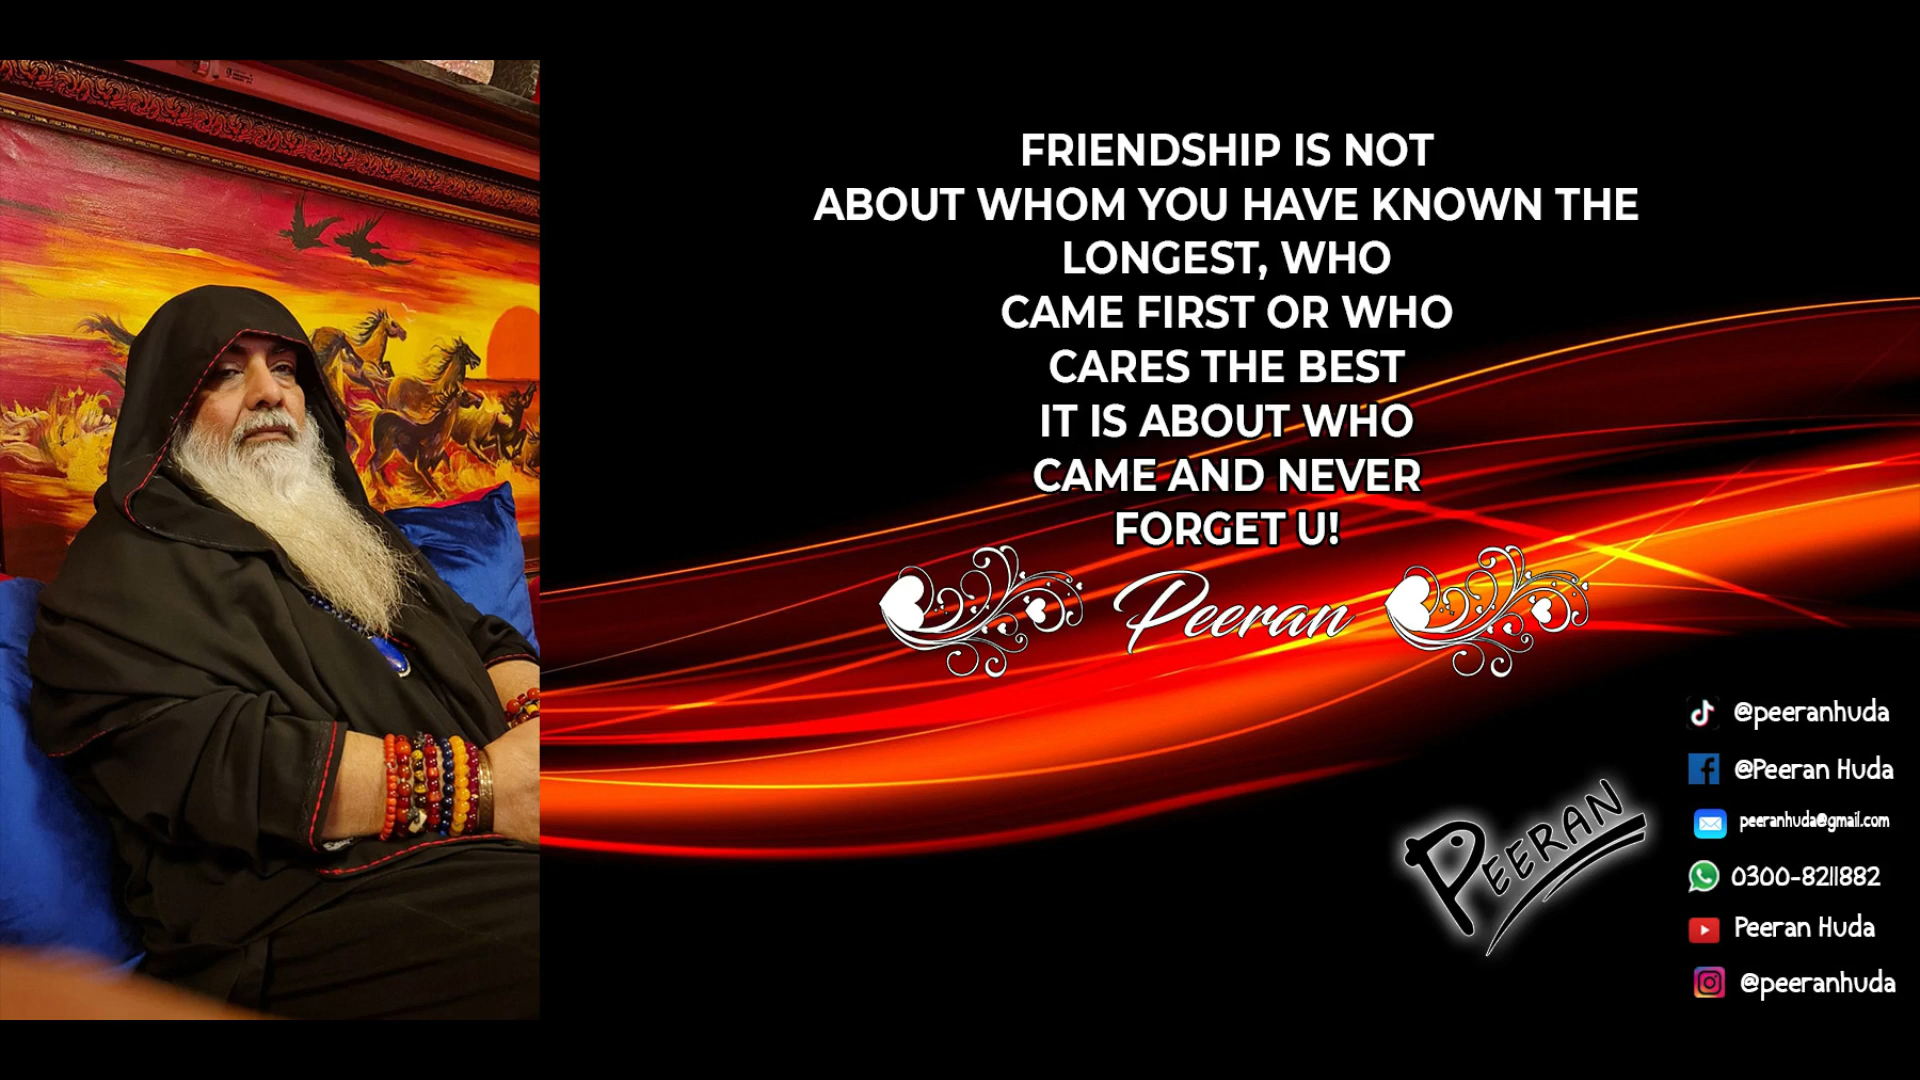 FRIENDSHIP IS NOT
ABOUT WHOM YOU HAVE KNOWN THE
LONGEST, WHO
CAME FIRST OR WHO
CARES THE BEST
IT IS ABOUT WHO
CAME AND NEVER
FORGET U!
Peeran
@peeranhuda
@Peeran Huda
peeranhuda@gmail.com
0300-8211882
Peeran Huda
@peeranhuda
PEERAN